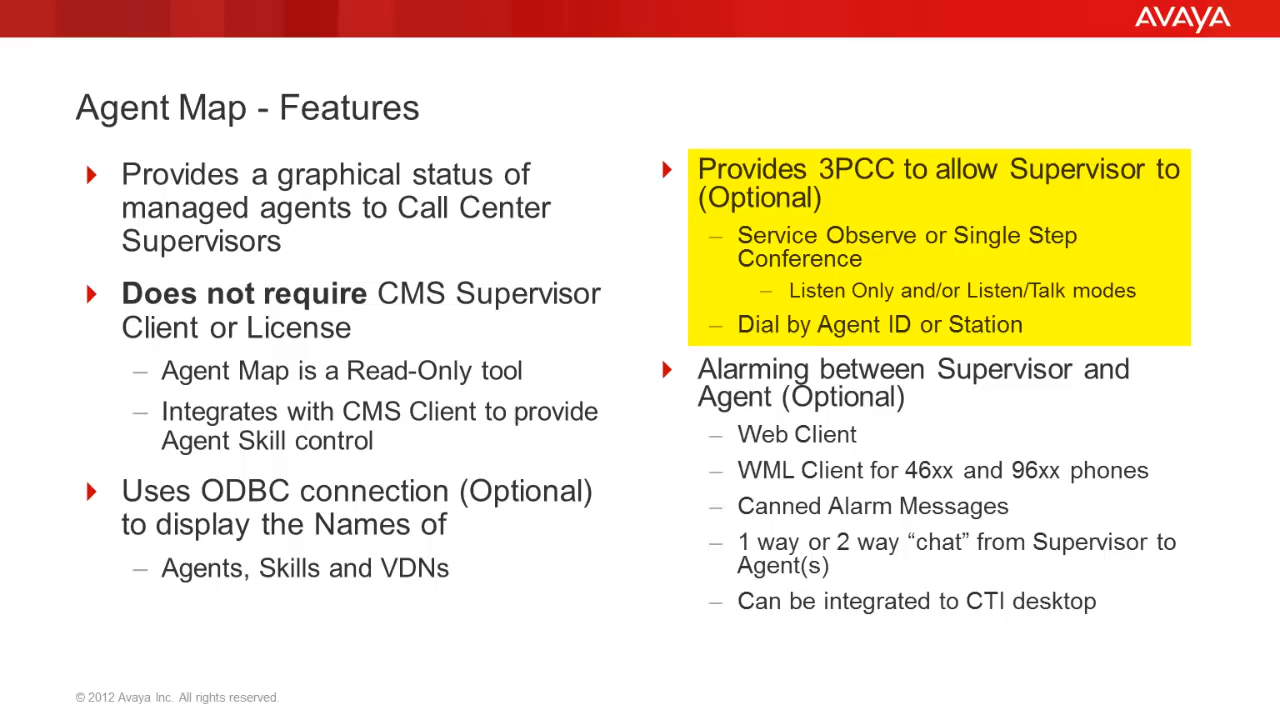 AVAYA
Agent Map - Features
Provides a graphical status of
managed agents to Call Center
Supervisors
Does not require CMS Supervisor
Client or License
– Agent Map is a Read-Only tool
– Integrates with CMS Client to provide
Agent Skill control
Uses ODBC connection (Optional)
to display the Names of
– Agents, Skills and VDNs
Provides 3PCC to allow Supervisor to
(Optional)
– Service Observe or Single Step
Conference
– Listen Only and/or Listen/Talk modes
– Dial by Agent ID or Station
Alarming between Supervisor and
Agent (Optional)
– Web Client
– WML Client for 46xx and 96xx phones
– Canned Alarm Messages
– 1 way or 2 way “chat” from Supervisor to
Agent(s)
– Can be integrated to CTI desktop
© 2012 Avaya Inc. All rights reserved.